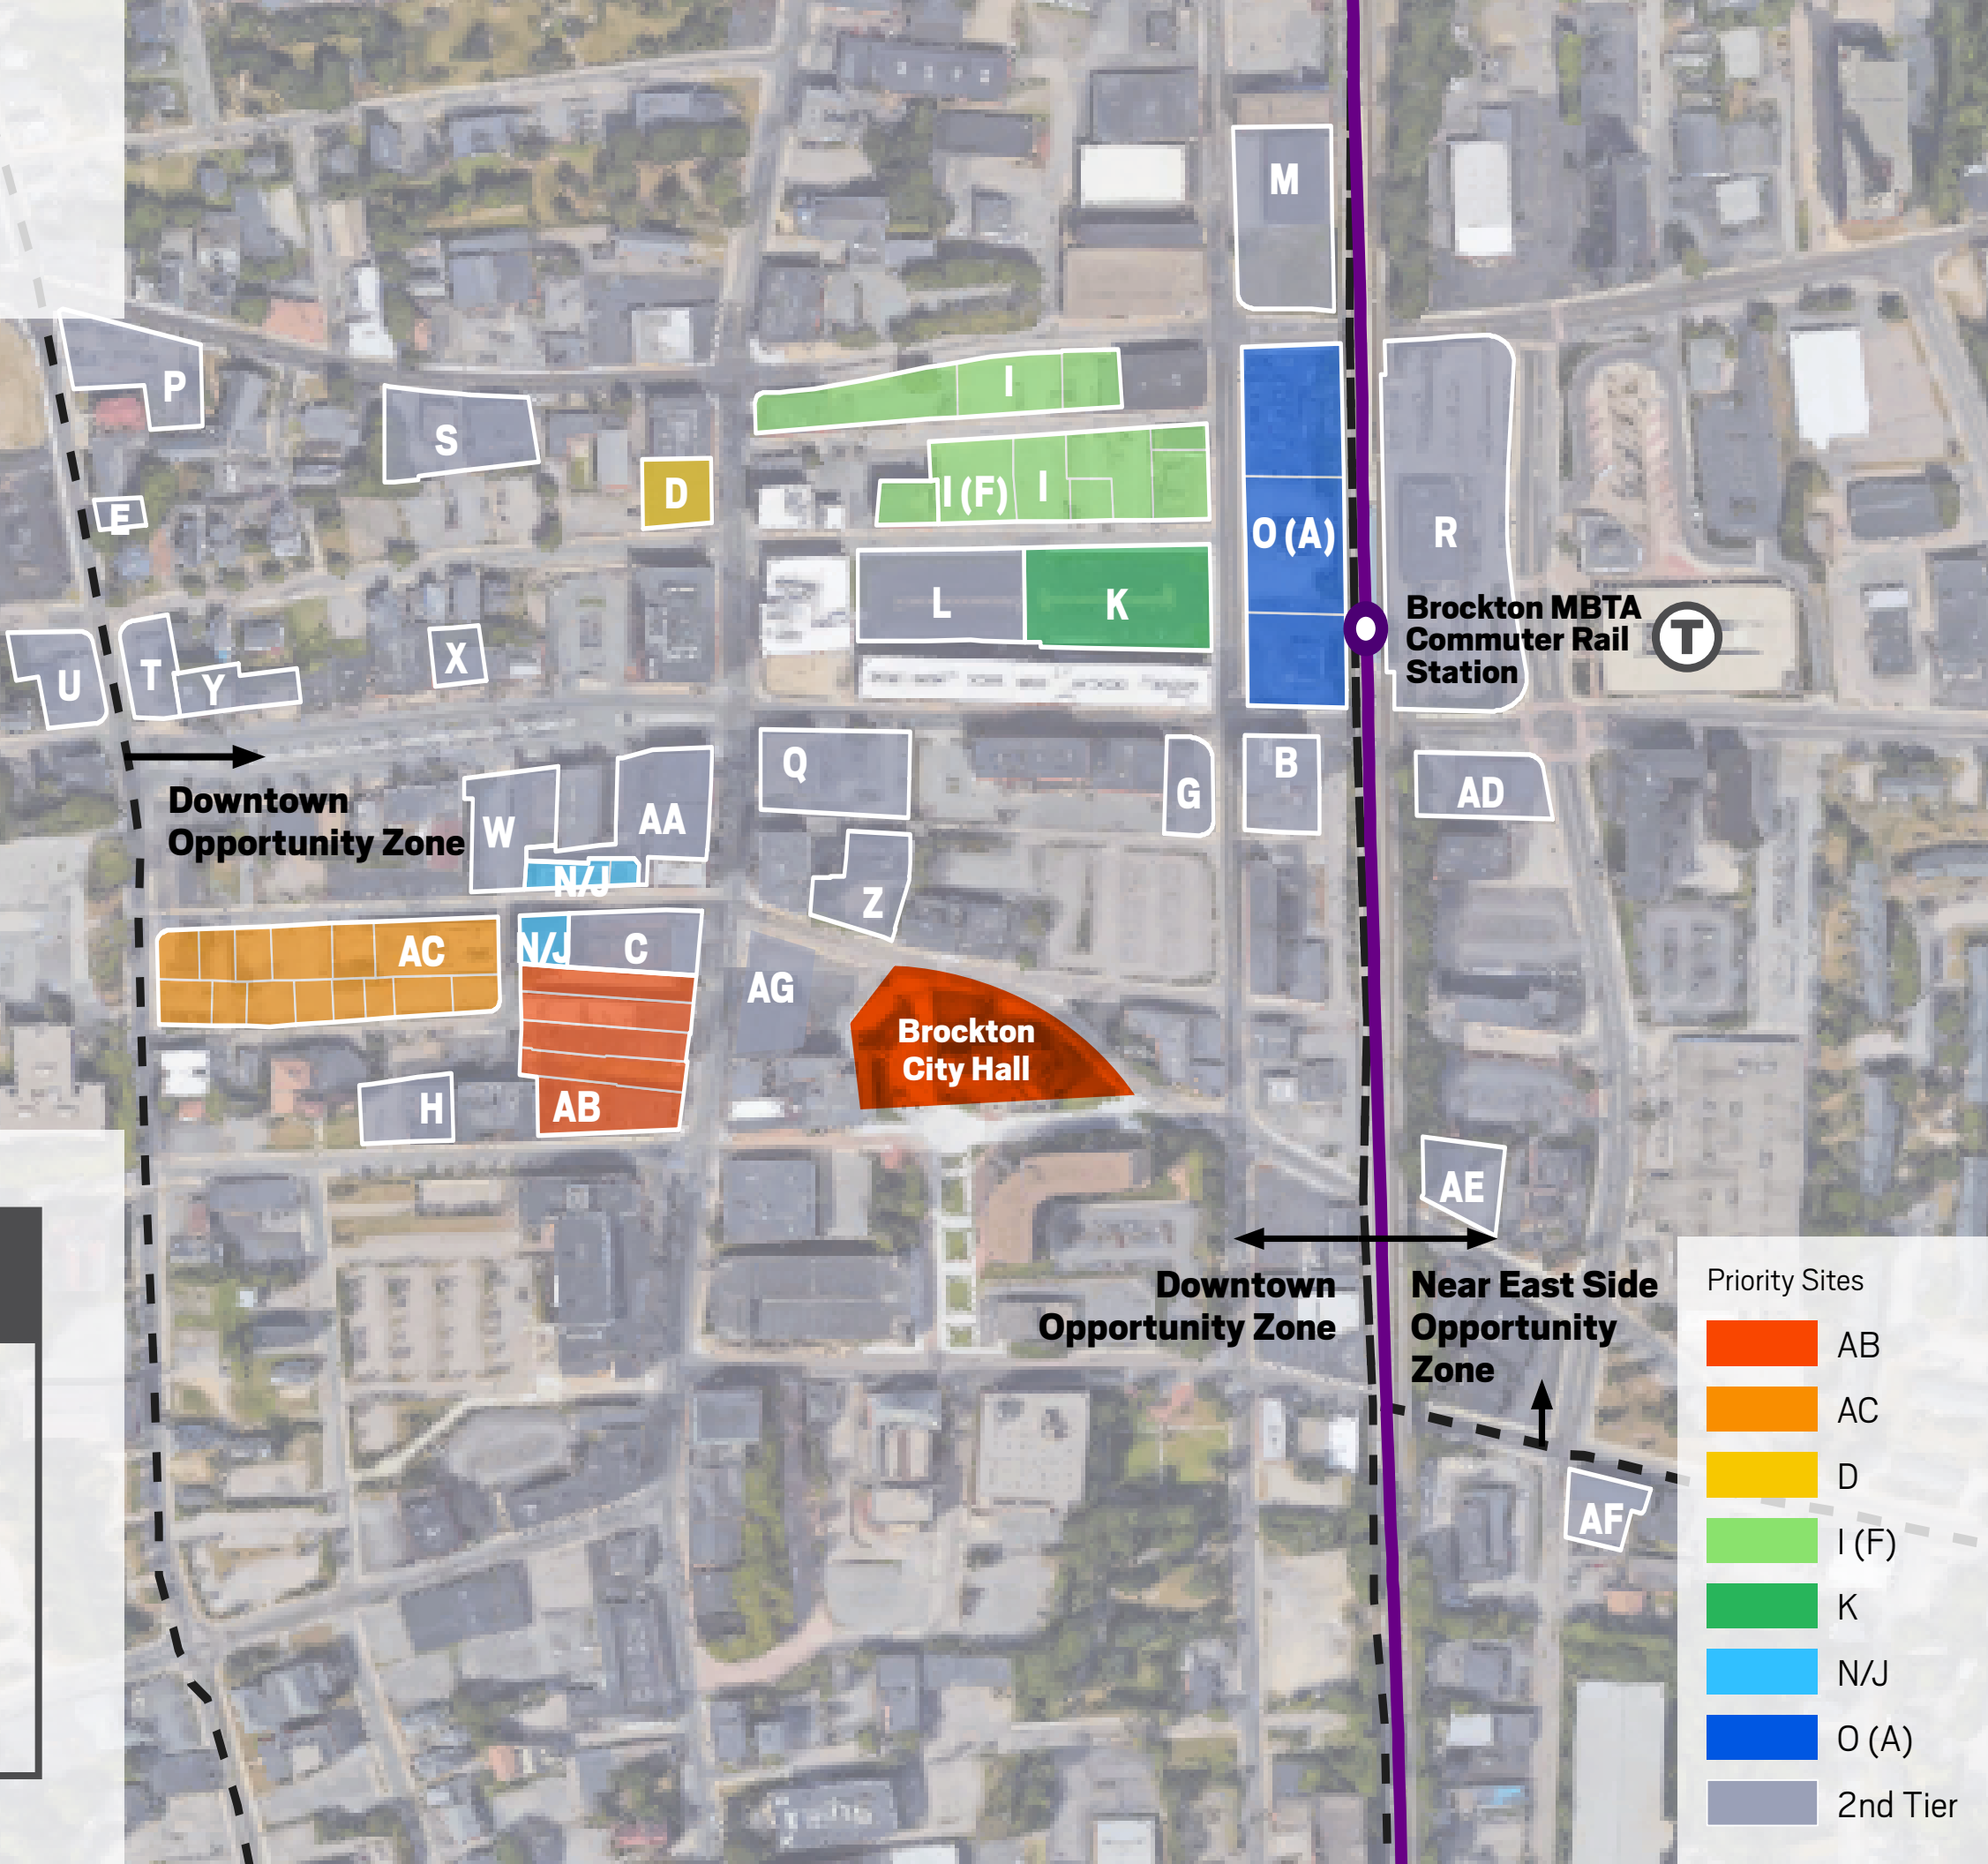 M
I
P
S
D
I (F)
I
E
O (A)
R
L
K
Brockton MBTA
Commuter Rail
Station
T
X
T
U
Y
Q
G
B
AD
Downtown
Opportunity Zone
W
AA
N/J
Z
AC
N/J
C
AG
Brockton
City Hall
H
AB
AE
Downtown
Opportunity Zone
Near East Side
Opportunity
Zone
AF
Priority Sites
AB
AC
D
I (F)
K
N/J
O (A)
2nd Tier